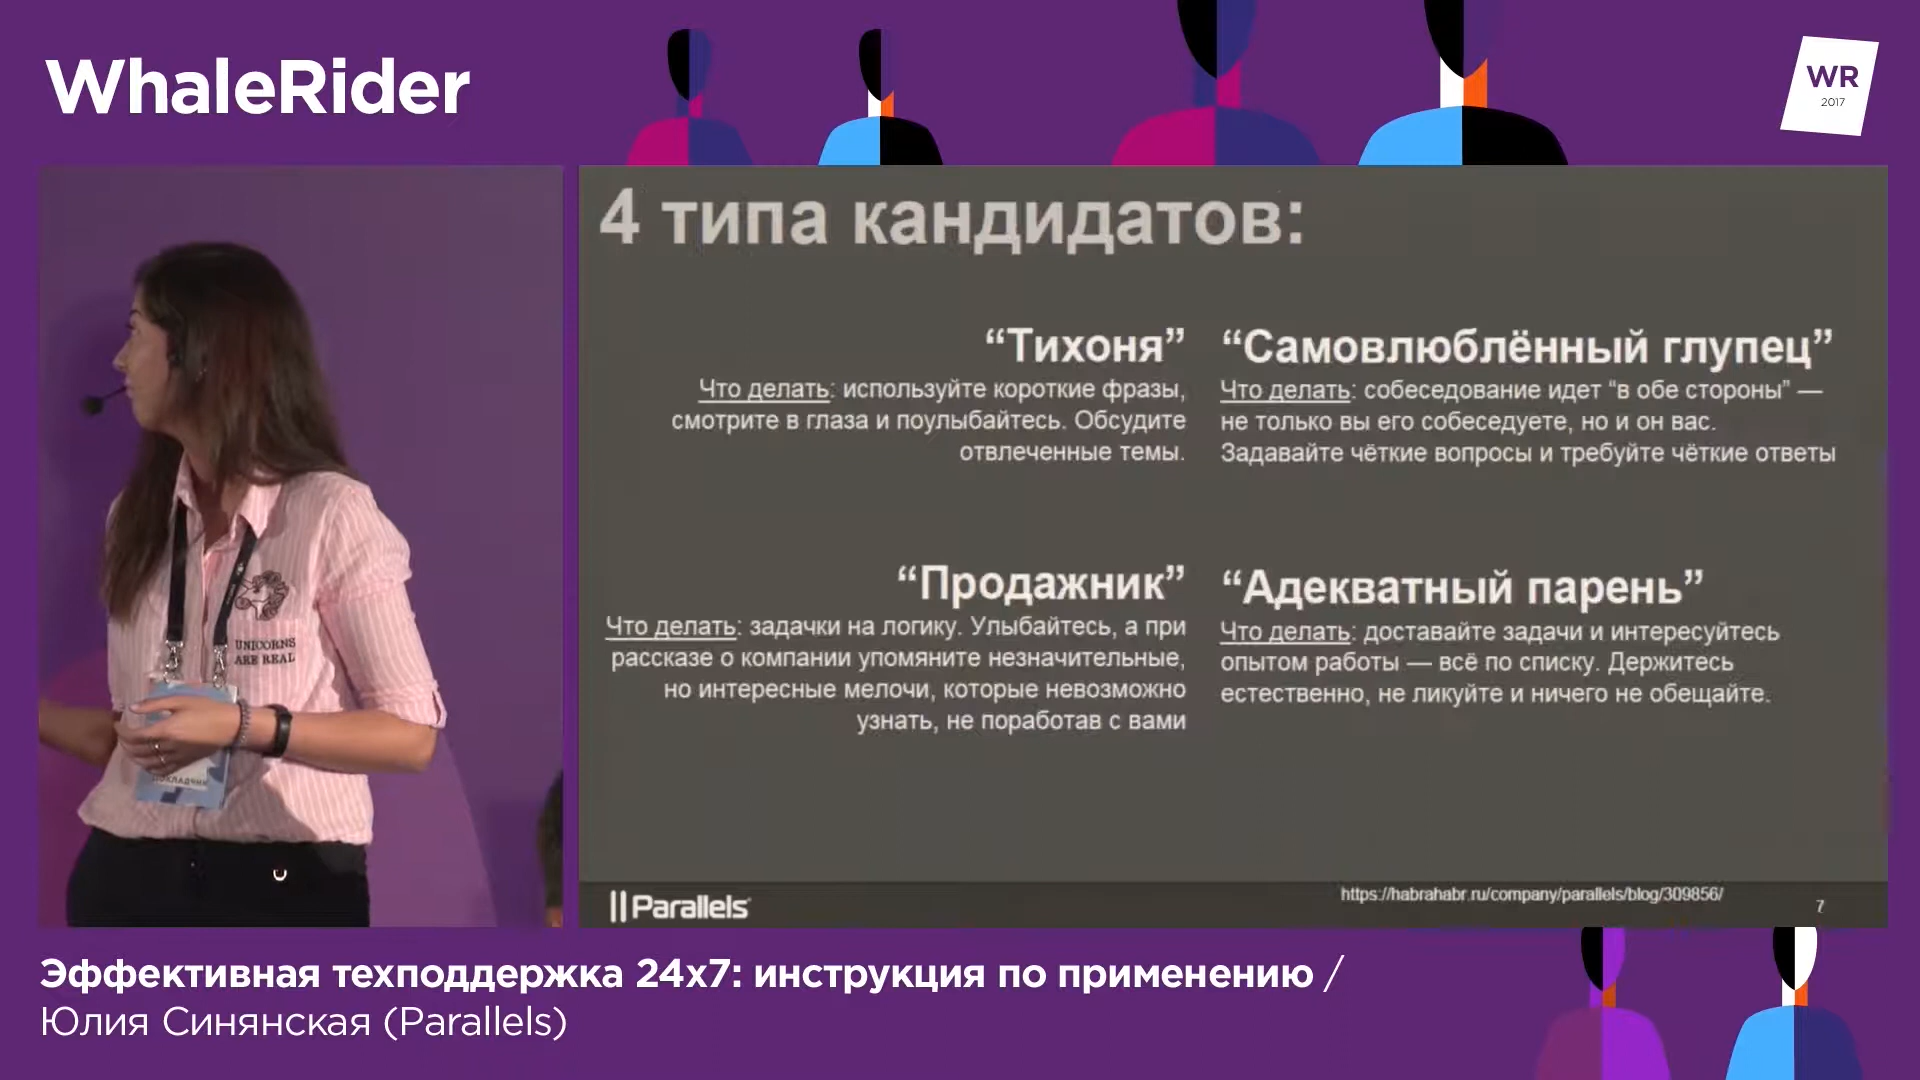 WhaleRider
WR
2017
4 типа кандидатов:
“Тихоня”
Что делать: используйте короткие фразы,
смотрите в глаза и поулыбайтесь. Обсудите
отвлеченные темы.
“Самовлюблённый глупец”
Что делать: собеседование идет “в обе стороны” —
не только вы его собеседуете, но и он вас.
Задавайте чёткие вопросы и требуйте чёткие ответы
“Продажник”
Что делать: задачки на логику. Улыбайтесь, а при
рассказе о компании упомяните незначительные,
но интересные мелочи, которые невозможно
узнать, не поработав с вами
“Адекватный парень”
Что делать: доставайте задачи и интересуйтесь
опытом работы — всё по списку. Держитесь
естественно, не ликуйте и ничего не обещайте.
UNICORNS
ARE REAL
ДОКЛАДЧИК
Parallels
https://habrahabr.ru/company/parallels/blog/309856/
7
Эффективная техподдержка 24x7: инструкция по применению /
Юлия Синянская (Parallels)